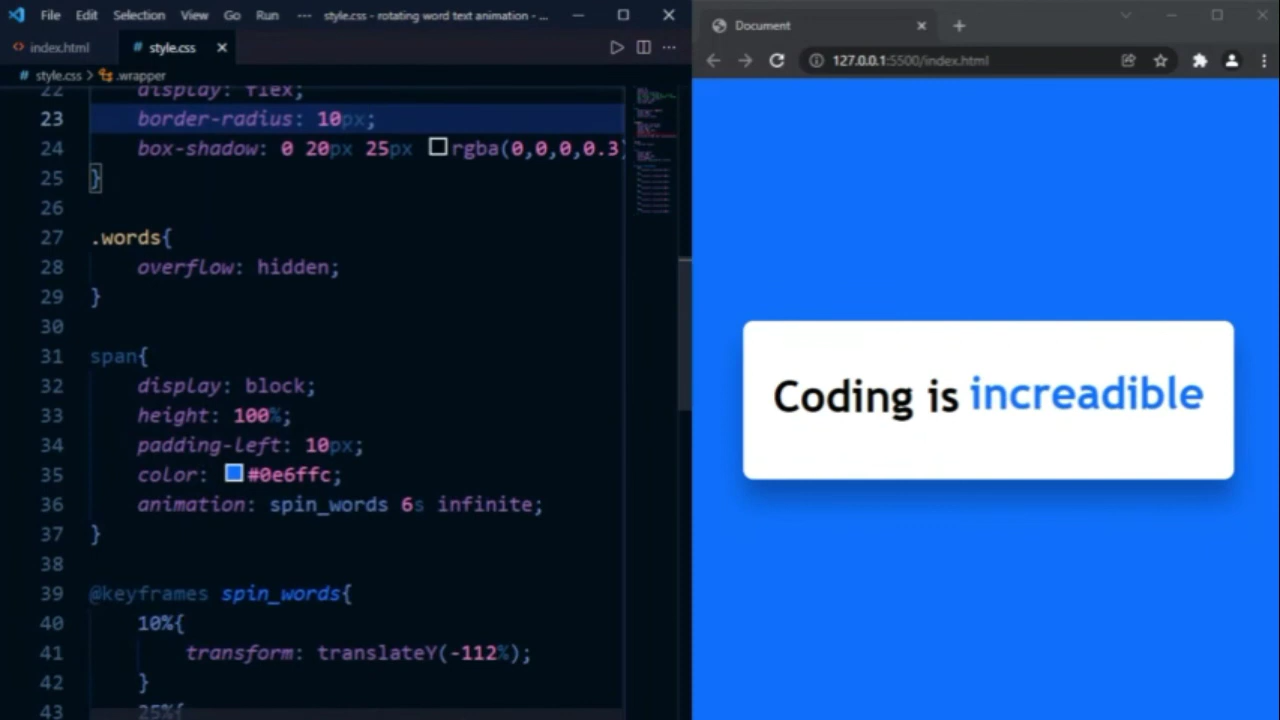 File Edit Selection View Go Run ··· style.css - rotating word text animation - ...
index.html # style.css
# style.css > .wrapper
22 display: flex;
23 border-radius: 10px;
24 box-shadow: 0 20px 25px rgba(0,0,0,0.3)
25 }
26
27 .words{
28 overflow: hidden;
29 }
30
31 span{
32 display: block;
33 height: 100%;
34 padding-left: 10px;
35 color: #0e6ffc;
36 animation: spin_words 6s infinite;
37 }
38
39 @keyframes spin_words{
40 10%{
41 transform: translateY(-112%);
42 }
43 25%{
Document
127.0.0.1:5500/index.html
Coding is increadible